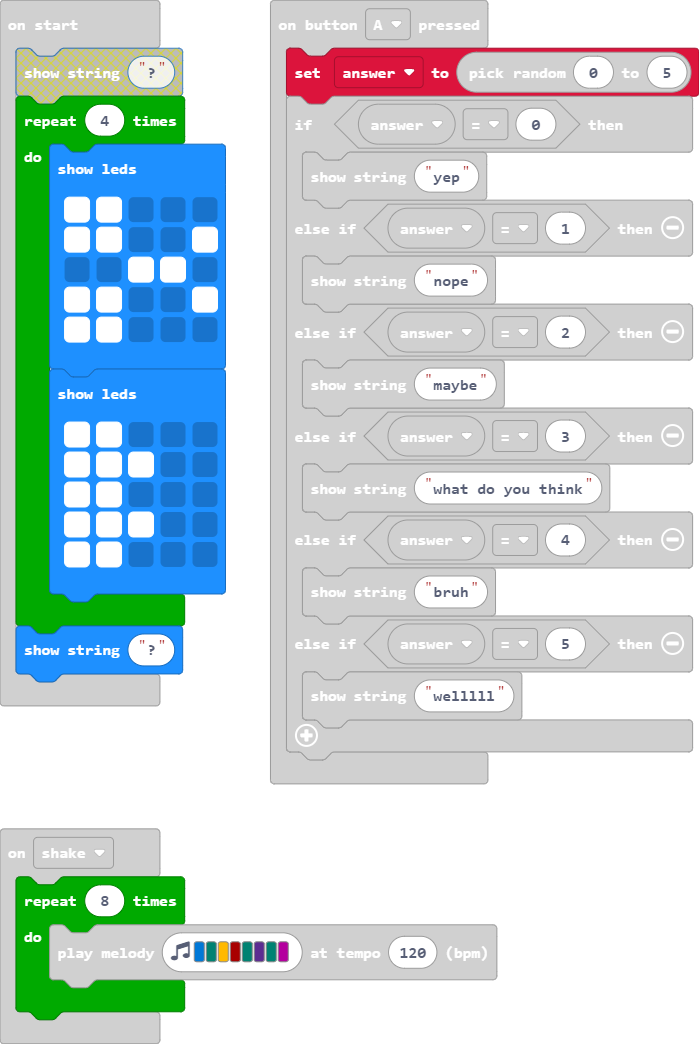 on start
show string "?"
repeat 4 times
do
show leds
show leds
show string "?"
on button A pressed
set answer to pick random 0 to 5
if answer = 0 then
show string "yep"
else if answer = 1 then
show string "nope"
else if answer = 2 then
show string "maybe"
else if answer = 3 then
show string "what do you think"
else if answer = 4 then
show string "bruh"
else if answer = 5 then
show string "welllll"
on shake
repeat 8 times
do
play melody at tempo 120 (bpm)